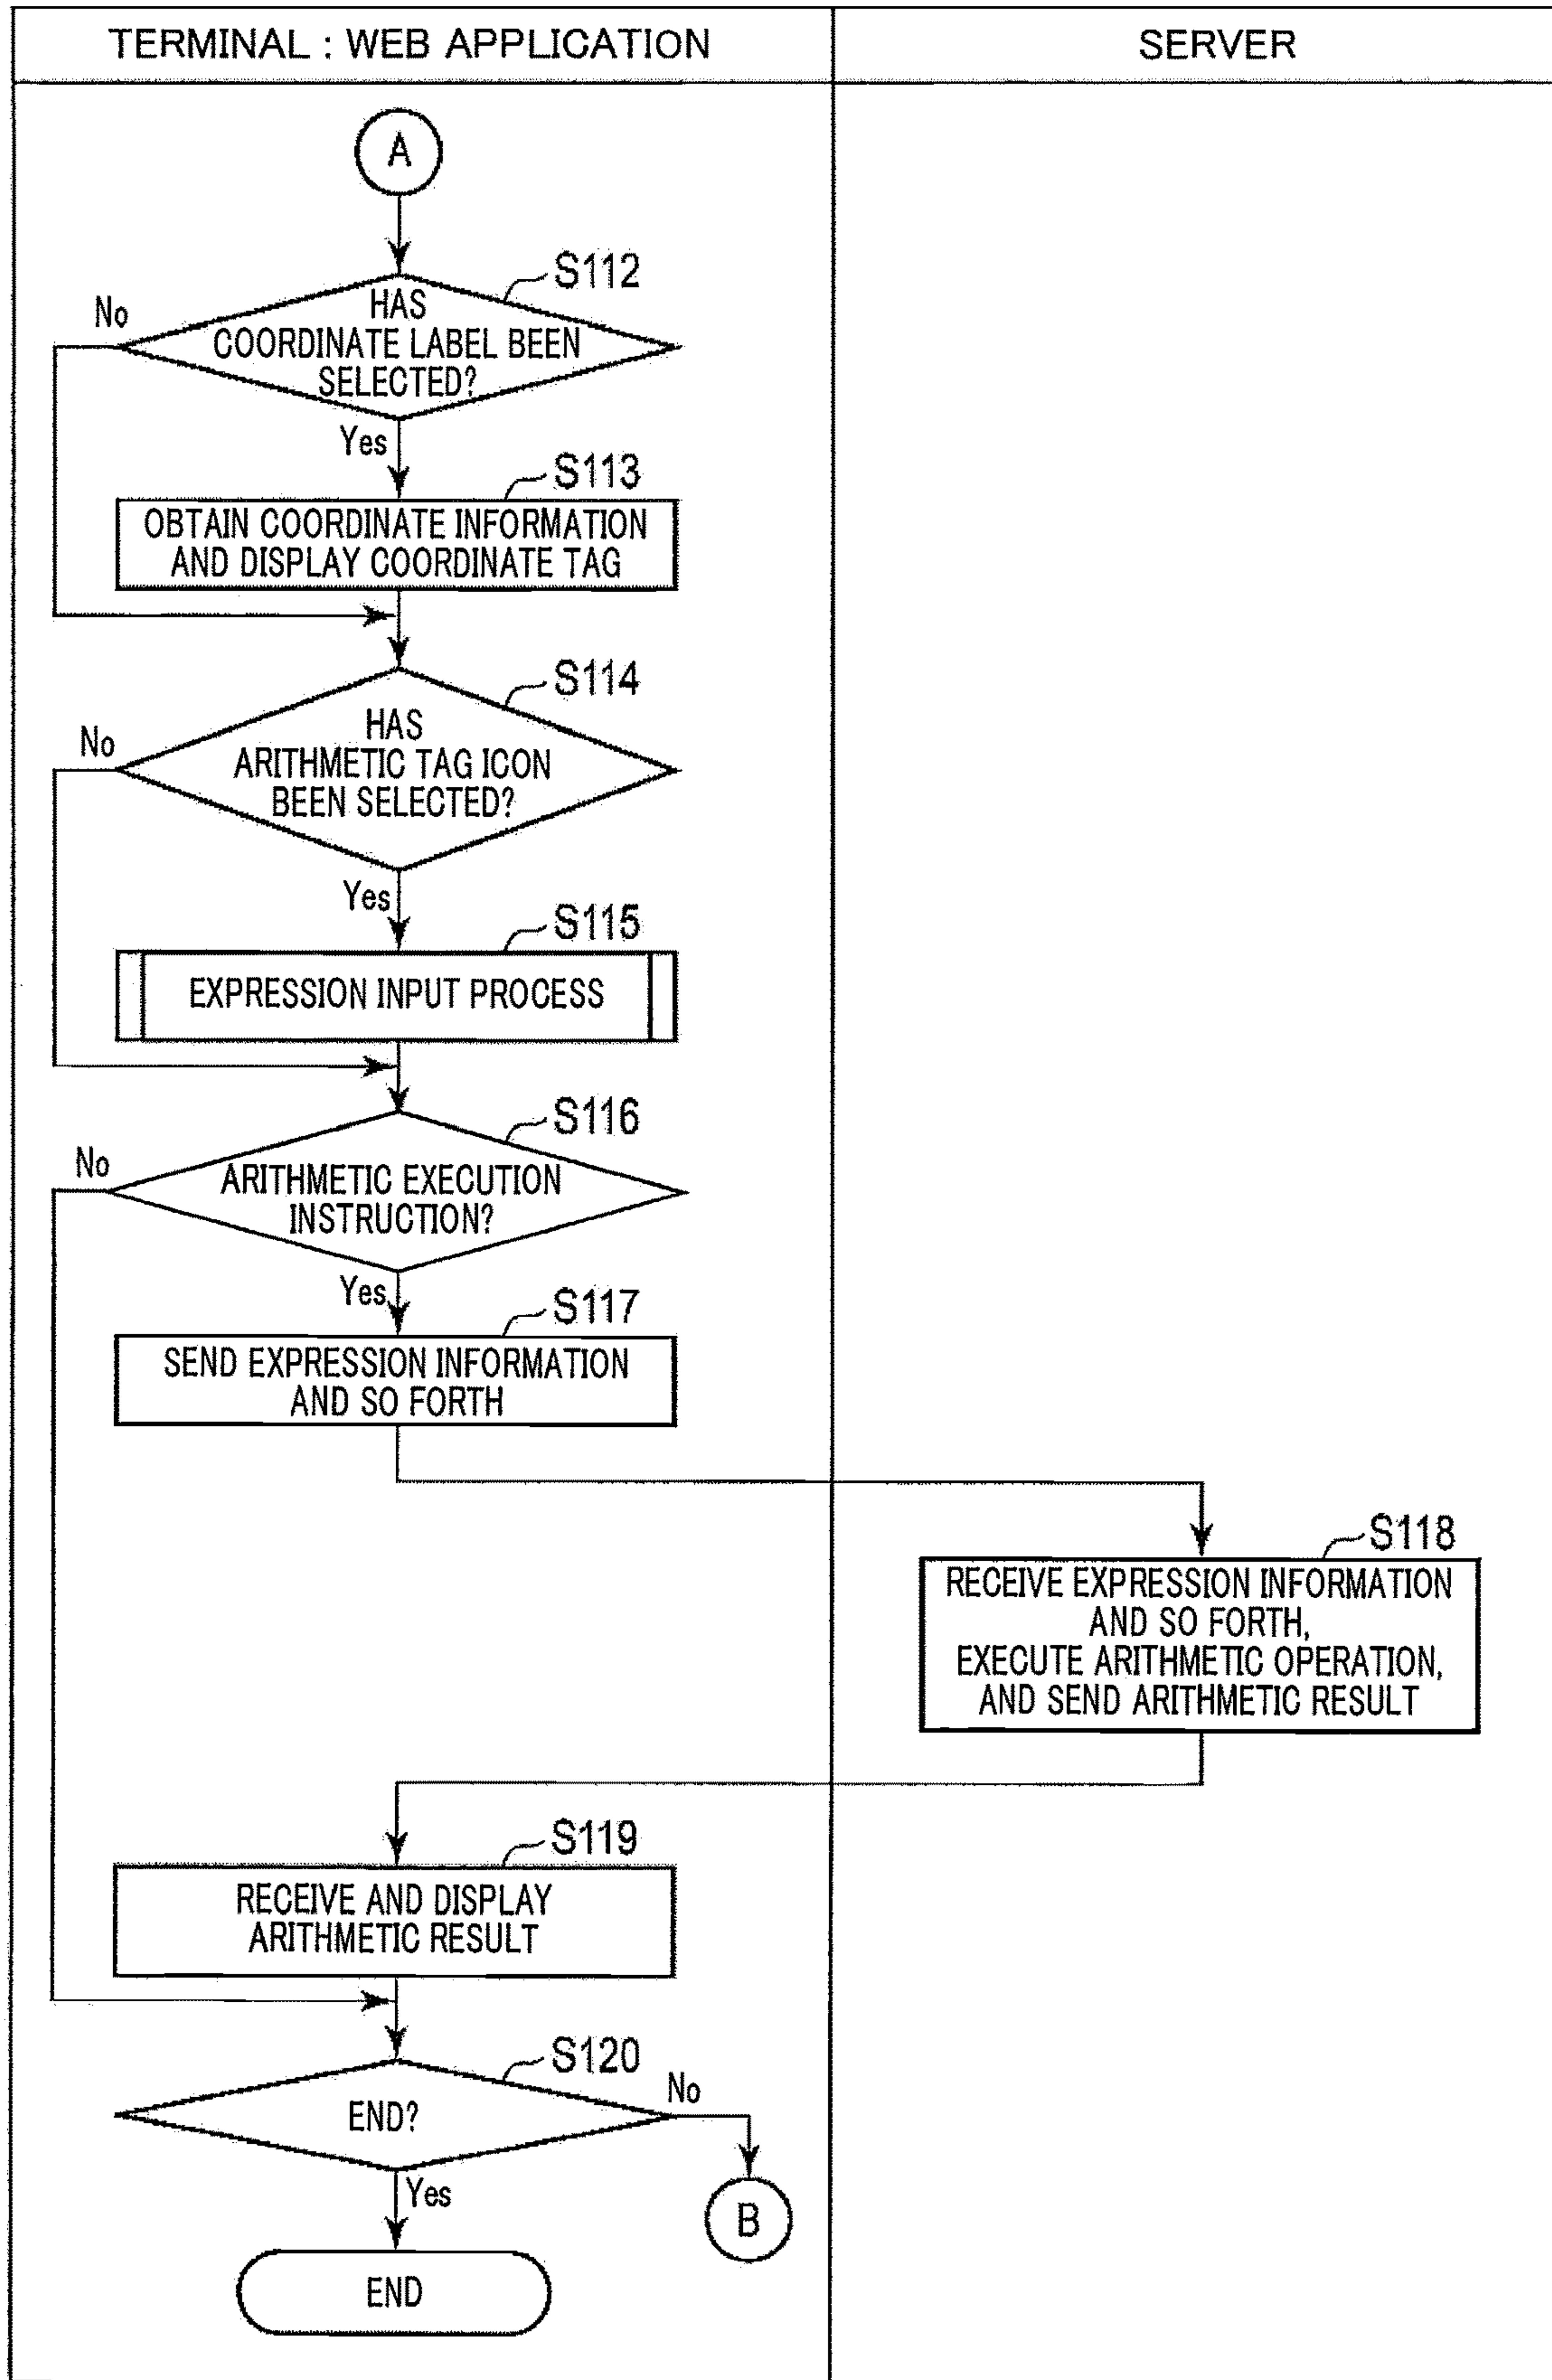 TERMINAL : WEB APPLICATION
SERVER
A
S112
No
HAS
COORDINATE LABEL BEEN
SELECTED?
Yes
S113
OBTAIN COORDINATE INFORMATION
AND DISPLAY COORDINATE TAG
S114
No
HAS
ARITHMETIC TAG ICON
BEEN SELECTED?
Yes
S115
EXPRESSION INPUT PROCESS
S116
No
ARITHMETIC EXECUTION
INSTRUCTION?
Yes
S117
SEND EXPRESSION INFORMATION
AND SO FORTH
S118
RECEIVE EXPRESSION INFORMATION
AND SO FORTH,
EXECUTE ARITHMETIC OPERATION,
AND SEND ARITHMETIC RESULT
S119
RECEIVE AND DISPLAY
ARITHMETIC RESULT
S120
No
END?
Yes
B
END